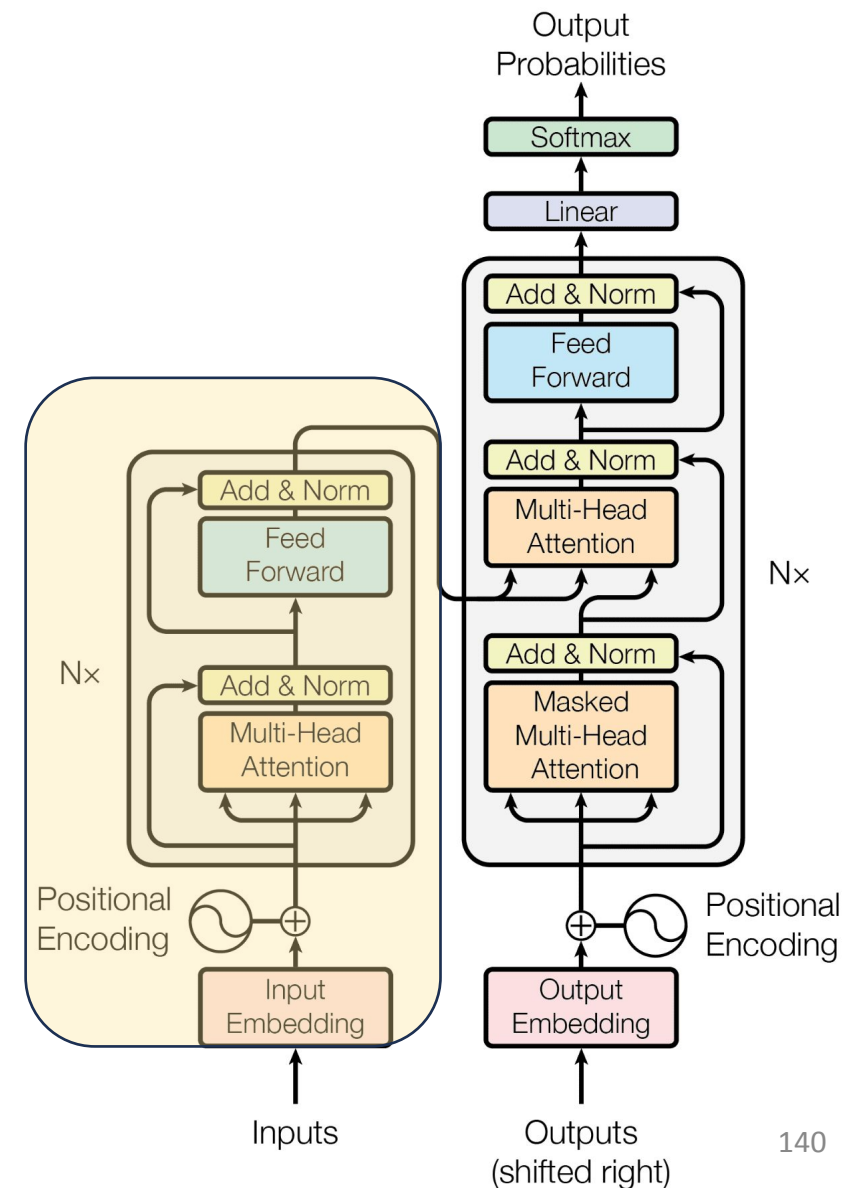 Output
Probabilities
Softmax
Linear
Add & Norm
Feed
Forward
Add & Norm
Multi-Head
Attention
Nx
Add & Norm
Masked
Multi-Head
Attention
Positional
Encoding
Output
Embedding
Outputs
(shifted right)
Add & Norm
Feed
Forward
Nx
Add & Norm
Multi-Head
Attention
Positional
Encoding
Input
Embedding
Inputs
140